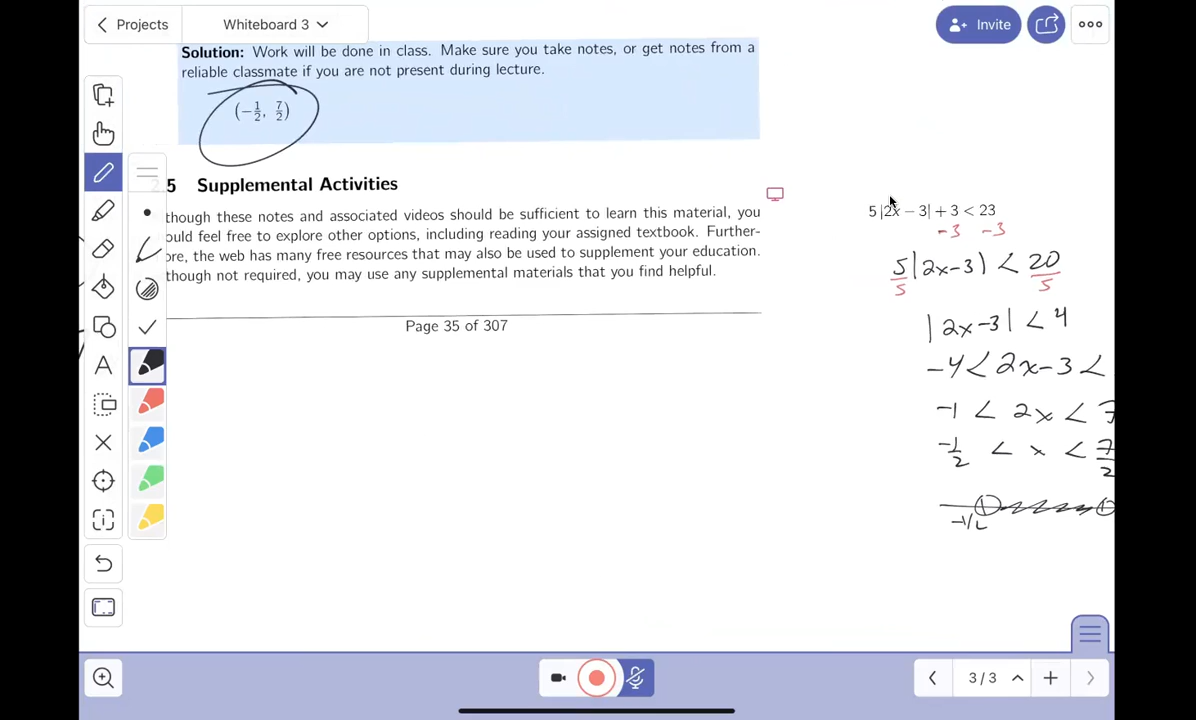 Projects
Whiteboard 3
Invite
Solution: Work will be done in class. Make sure you take notes, or get notes from a
reliable classmate if you are not present during lecture.
(−1/2, 7/2)
5 Supplemental Activities
though these notes and associated videos should be sufficient to learn this material, you
ould feel free to explore other options, including reading your assigned textbook. Further-
ore, the web has many free resources that may also be used to supplement your education.
though not required, you may use any supplemental materials that you find helpful.
Page 35 of 307
5 |2x − 3| + 3 < 23
-3 -3
5|2x-3| < 20
5 5
|2x-3| < 4
-4 < 2x-3 <
-1 < 2x < 7
-1/2 < x < 7/2
-1/2
A
3 / 3